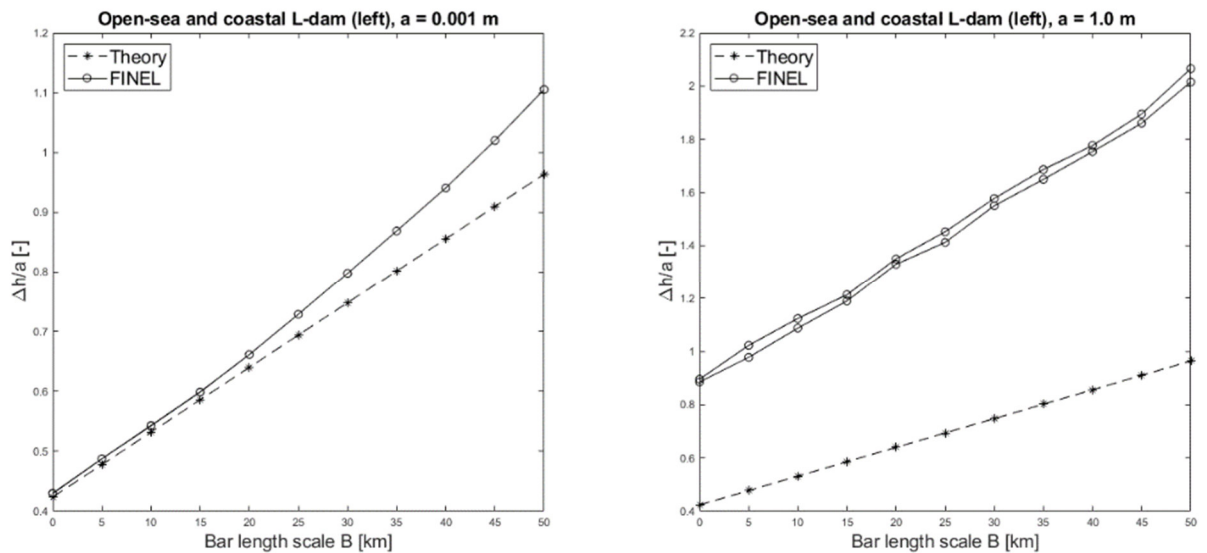 Open-sea and coastal L-dam (left), a = 0.001 m
Theory
FINEL
1.2
1.1
1
0.9
0.8
0.7
0.6
0.5
0.4
Δh/a [-]
0 5 10 15 20 25 30 35 40 45 50
Bar length scale B [km]
Open-sea and coastal L-dam (left), a = 1.0 m
Theory
FINEL
2.2
2
1.8
1.6
1.4
1.2
1
0.8
0.6
0.4
Δh/a [-]
0 5 10 15 20 25 30 35 40 45 50
Bar length scale B [km]